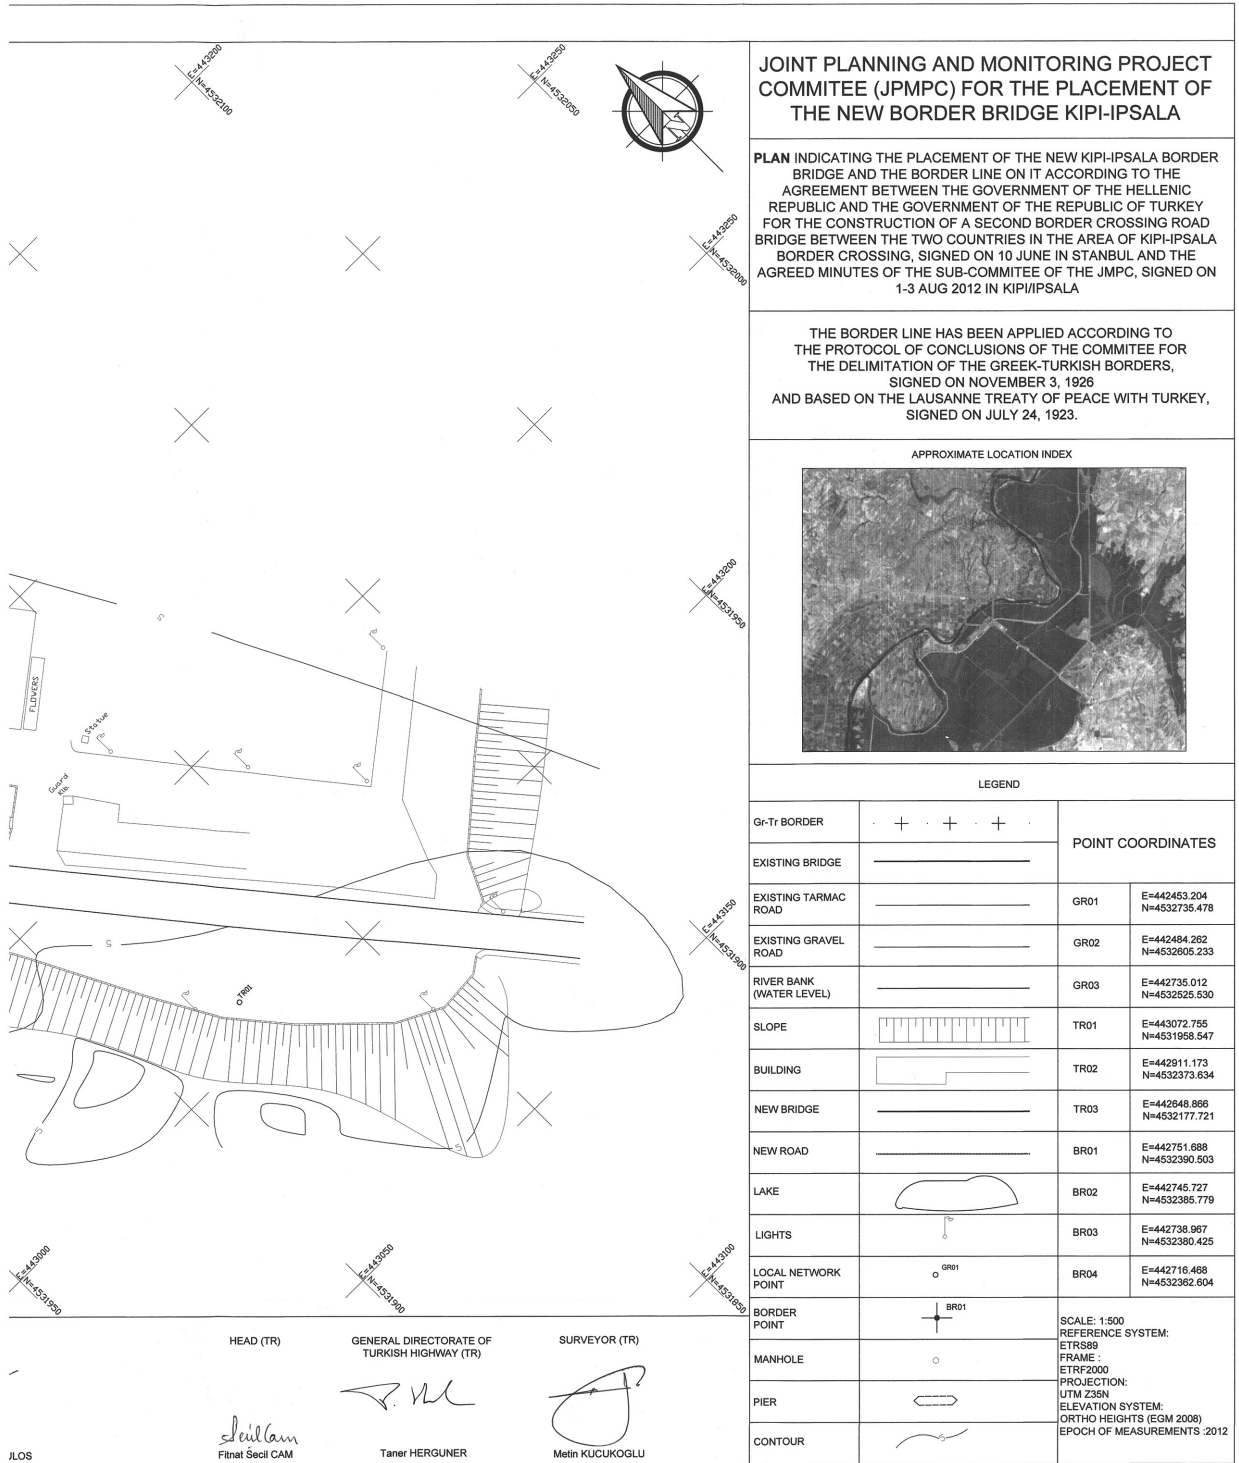 E=443200
N=4532100
E=443250
N=4532050
N
E=443250
N=4532000
FLOWERS
5
Statue
Guard
Kib.
E=443200
N=4531950
E=443150
N=4531900
5
TR01
5
5
E=443000
N=4531950
E=443050
N=4531900
E=443100
N=4531850
JOINT PLANNING AND MONITORING PROJECT
COMMITEE (JPMPC) FOR THE PLACEMENT OF
THE NEW BORDER BRIDGE KIPI-IPSALA
PLAN INDICATING THE PLACEMENT OF THE NEW KIPI-IPSALA BORDER
BRIDGE AND THE BORDER LINE ON IT ACCORDING TO THE
AGREEMENT BETWEEN THE GOVERNMENT OF THE HELLENIC
REPUBLIC AND THE GOVERNMENT OF THE REPUBLIC OF TURKEY
FOR THE CONSTRUCTION OF A SECOND BORDER CROSSING ROAD
BRIDGE BETWEEN THE TWO COUNTRIES IN THE AREA OF KIPI-IPSALA
BORDER CROSSING, SIGNED ON 10 JUNE IN STANBUL AND THE
AGREED MINUTES OF THE SUB-COMMITEE OF THE JMPC, SIGNED ON
1-3 AUG 2012 IN KIPI/IPSALA
THE BORDER LINE HAS BEEN APPLIED ACCORDING TO
THE PROTOCOL OF CONCLUSIONS OF THE COMMITEE FOR
THE DELIMITATION OF THE GREEK-TURKISH BORDERS,
SIGNED ON NOVEMBER 3, 1926
AND BASED ON THE LAUSANNE TREATY OF PEACE WITH TURKEY,
SIGNED ON JULY 24, 1923.
APPROXIMATE LOCATION INDEX
LEGEND
Gr-Tr BORDER
EXISTING BRIDGE
EXISTING TARMAC
ROAD
EXISTING GRAVEL
ROAD
RIVER BANK
(WATER LEVEL)
SLOPE
BUILDING
NEW BRIDGE
NEW ROAD
LAKE
LIGHTS
LOCAL NETWORK
POINT
GR01
BORDER
POINT
BR01
MANHOLE
PIER
CONTOUR
5
POINT COORDINATES
GR01
E=442453.204
N=4532735.478
GR02
E=442484.262
N=4532605.233
GR03
E=442735.012
N=4532525.530
TR01
E=443072.755
N=4531958.547
TR02
E=442911.173
N=4532373.634
TR03
E=442648.866
N=4532177.721
BR01
E=442751.688
N=4532390.503
BR02
E=442745.727
N=4532385.779
BR03
E=442738.967
N=4532380.425
BR04
E=442716.468
N=4532362.604
SCALE: 1:500
REFERENCE SYSTEM:
ETRS89
FRAME :
ETRF2000
PROJECTION:
UTM Z35N
ELEVATION SYSTEM:
ORTHO HEIGHTS (EGM 2008)
EPOCH OF MEASUREMENTS :2012
HEAD (TR)
Fitnat Secil CAM
GENERAL DIRECTORATE OF
TURKISH HIGHWAY (TR)
Taner HERGUNER
SURVEYOR (TR)
Metin KUCUKOGLU